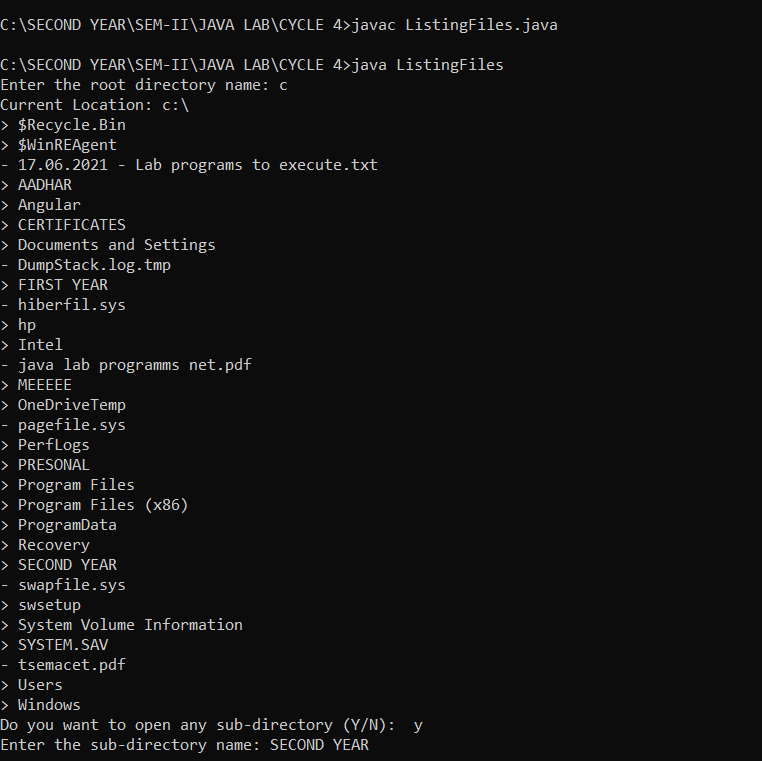 C:\SECOND YEAR\SEM-II\JAVA LAB\CYCLE 4>javac ListingFiles.java
C:\SECOND YEAR\SEM-II\JAVA LAB\CYCLE 4>java ListingFiles
Enter the root directory name: c
Current Location: c:\
> $Recycle.Bin
> $WinREAgent
- 17.06.2021 - Lab programs to execute.txt
> AADHAR
> Angular
> CERTIFICATES
> Documents and Settings
- DumpStack.log.tmp
> FIRST YEAR
- hiberfil.sys
> hp
> Intel
- java lab programms net.pdf
> MEEEEE
> OneDriveTemp
- pagefile.sys
> PerfLogs
> PRESONAL
> Program Files
> Program Files (x86)
> ProgramData
> Recovery
> SECOND YEAR
- swapfile.sys
> swsetup
> System Volume Information
> SYSTEM.SAV
- tsemacet.pdf
> Users
> Windows
Do you want to open any sub-directory (Y/N):  y
Enter the sub-directory name: SECOND YEAR